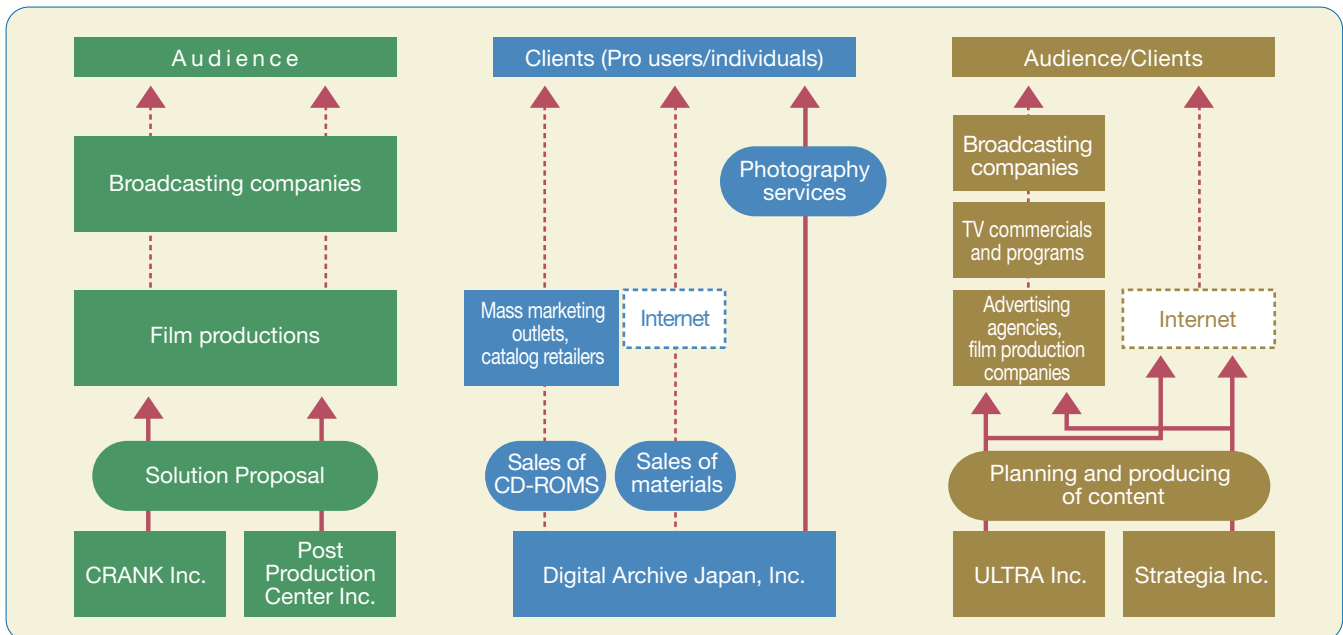 Audience
Broadcasting companies
Film productions
Solution Proposal
CRANK Inc.
Post
Production
Center Inc.
Clients (Pro users/individuals)
Photography
services
Mass marketing
outlets,
catalog retailers
Internet
Sales of
CD-ROMS
Sales of
materials
Digital Archive Japan, Inc.
Audience/Clients
Broadcasting
companies
TV commercials
and programs
Advertising
agencies,
film production
companies
Internet
Planning and producing
of content
ULTRA Inc.
Strategia Inc.